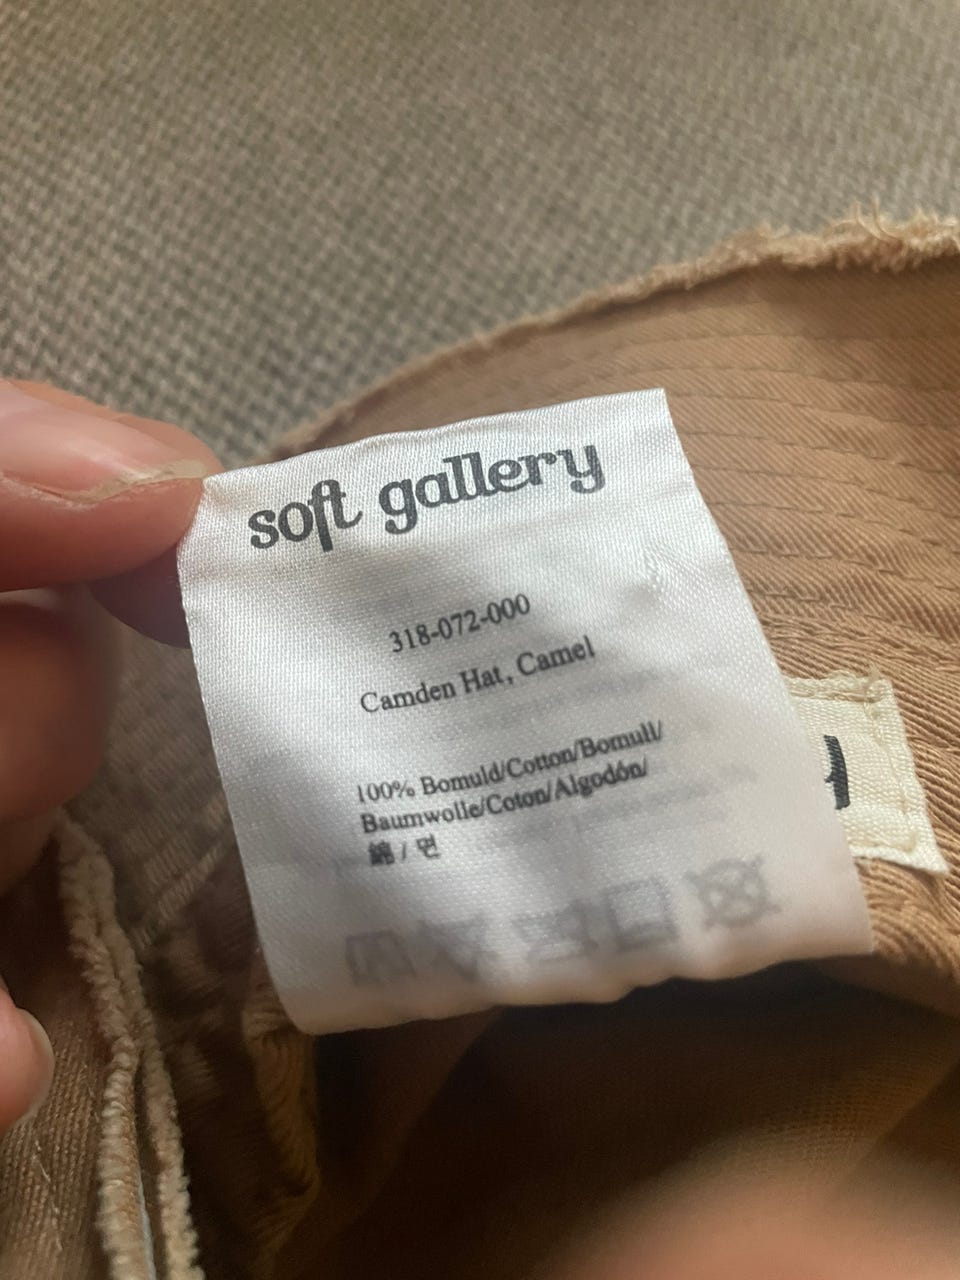 soft gallery
318-072-000
Camden Hat, Camel
100% Bomuld/Cotton/Bomull/
Baumwolle/Coton/Algodón/
綿 / 면